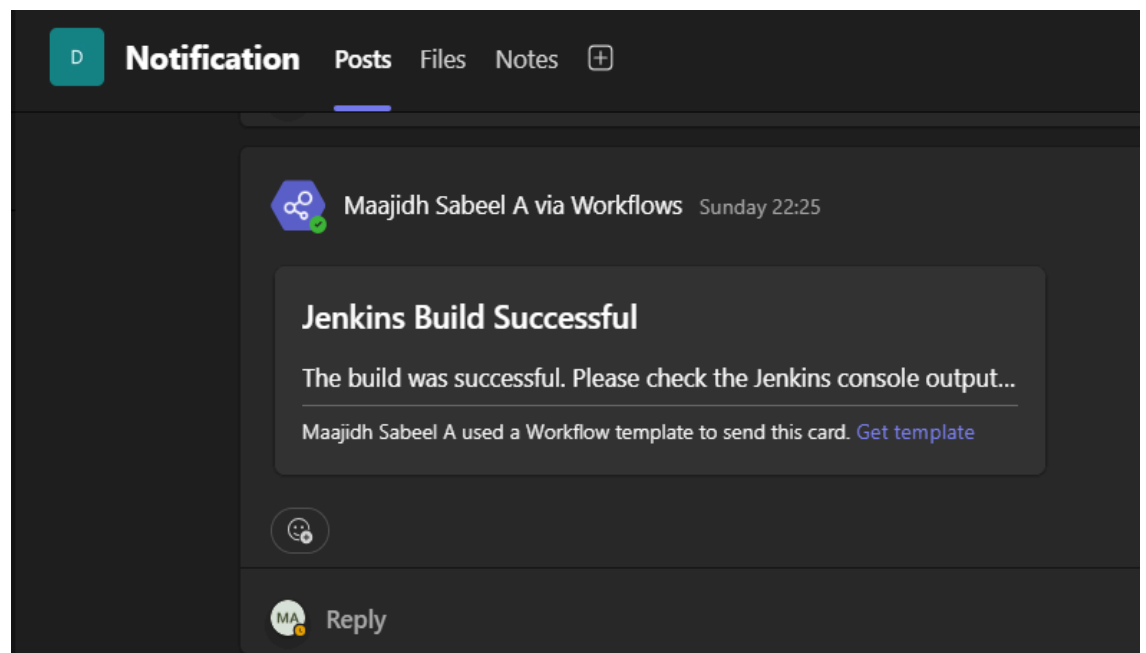 D
Notification Posts Files Notes
Maajidh Sabeel A via Workflows Sunday 22:25
Jenkins Build Successful
The build was successful. Please check the Jenkins console output...
Maajidh Sabeel A used a Workflow template to send this card. Get template
MA Reply